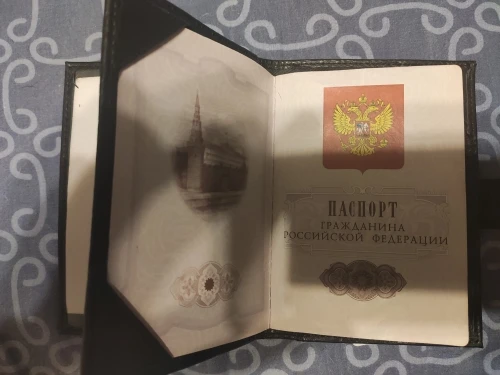 ПАСПОРТ
ГРАЖДАНИНА
РОССИЙСКОЙ ФЕДЕРАЦИИ